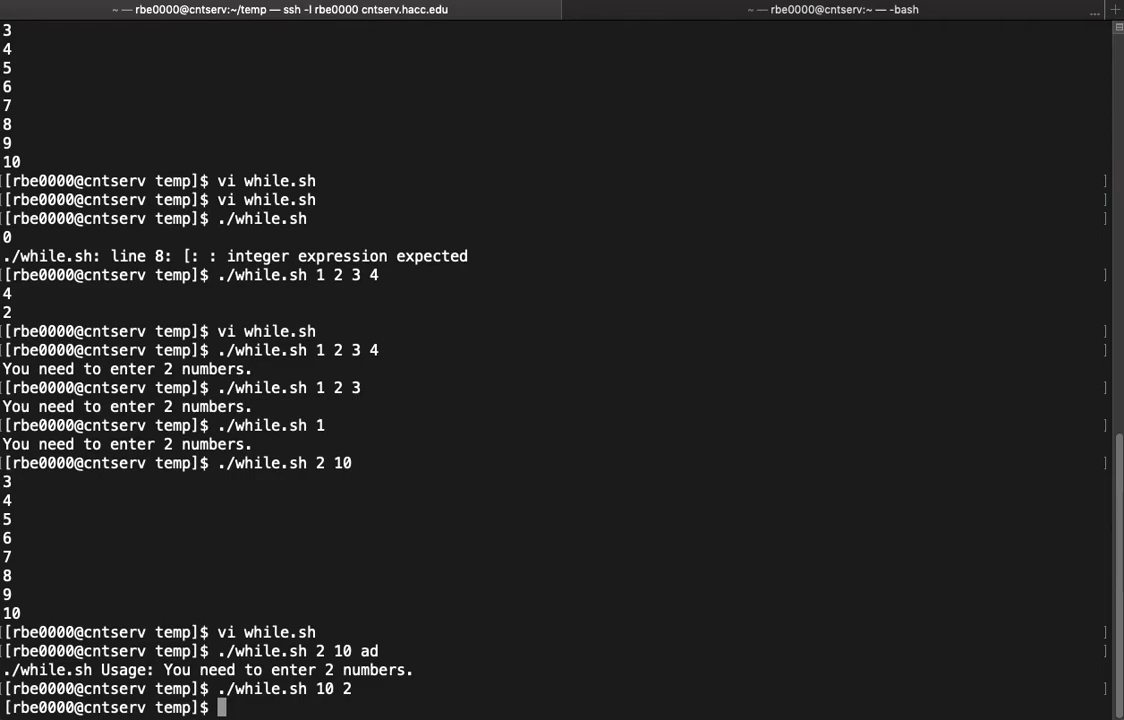 ~ — rbe0000@cntserv:~/temp — ssh -l rbe0000 cntserv.hacc.edu
~ — rbe0000@cntserv:~ — -bash
... +
3
4
5
6
7
8
9
10
[rbe0000@cntserv temp]$ vi while.sh
[rbe0000@cntserv temp]$ vi while.sh
[rbe0000@cntserv temp]$ ./while.sh
0
./while.sh: line 8: [: : integer expression expected
[rbe0000@cntserv temp]$ ./while.sh 1 2 3 4
4
2
[rbe0000@cntserv temp]$ vi while.sh
[rbe0000@cntserv temp]$ ./while.sh 1 2 3 4
You need to enter 2 numbers.
[rbe0000@cntserv temp]$ ./while.sh 1 2 3
You need to enter 2 numbers.
[rbe0000@cntserv temp]$ ./while.sh 1
You need to enter 2 numbers.
[rbe0000@cntserv temp]$ ./while.sh 2 10
3
4
5
6
7
8
9
10
[rbe0000@cntserv temp]$ vi while.sh
[rbe0000@cntserv temp]$ ./while.sh 2 10 ad
./while.sh Usage: You need to enter 2 numbers.
[rbe0000@cntserv temp]$ ./while.sh 10 2
[rbe0000@cntserv temp]$